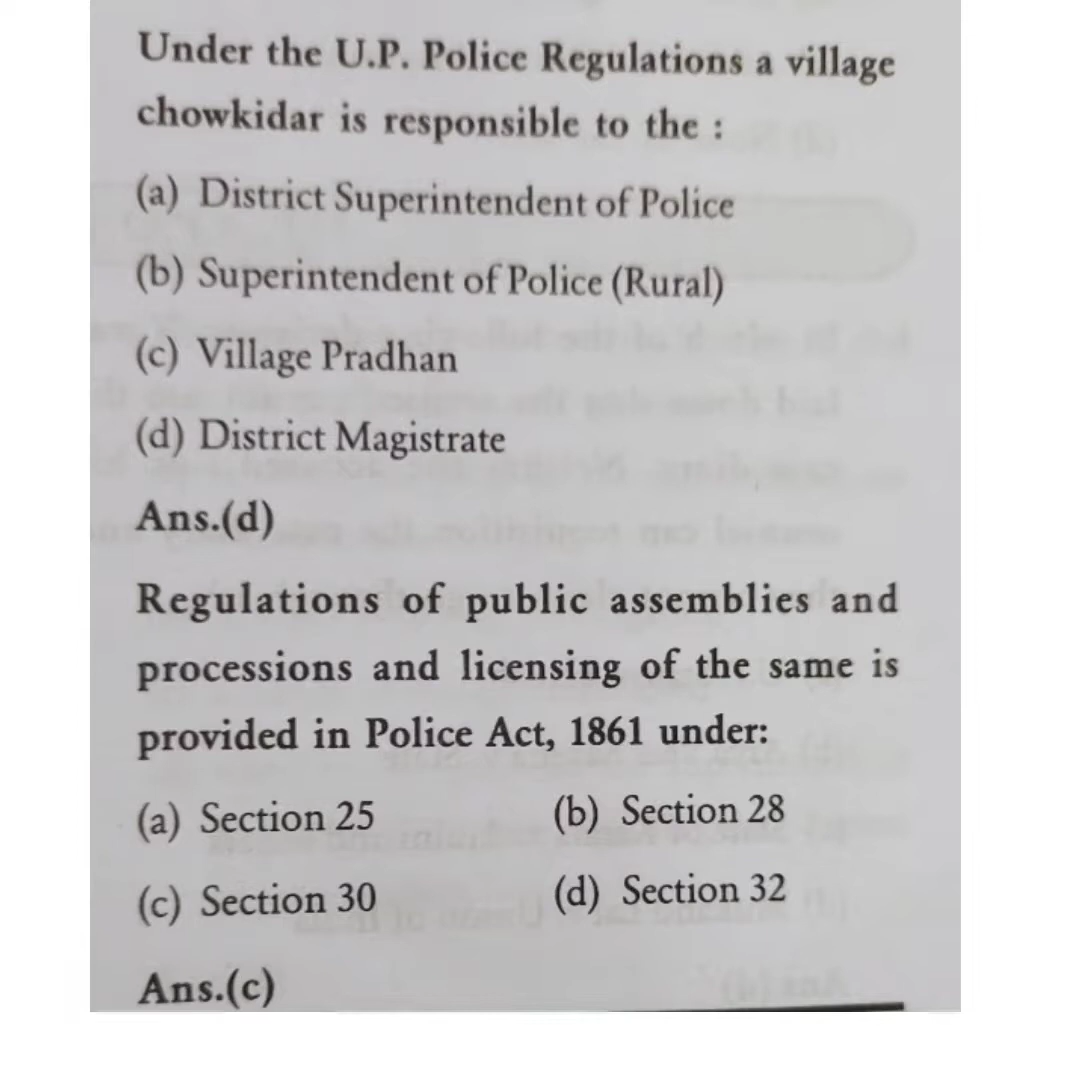 Under the U.P. Police Regulations a village
chowkidar is responsible to the :
(a) District Superintendent of Police
(b) Superintendent of Police (Rural)
(c) Village Pradhan
(d) District Magistrate
Ans.(d)
Regulations of public assemblies and
processions and licensing of the same is
provided in Police Act, 1861 under:
(a) Section 25 (b) Section 28
(c) Section 30 (d) Section 32
Ans.(c)